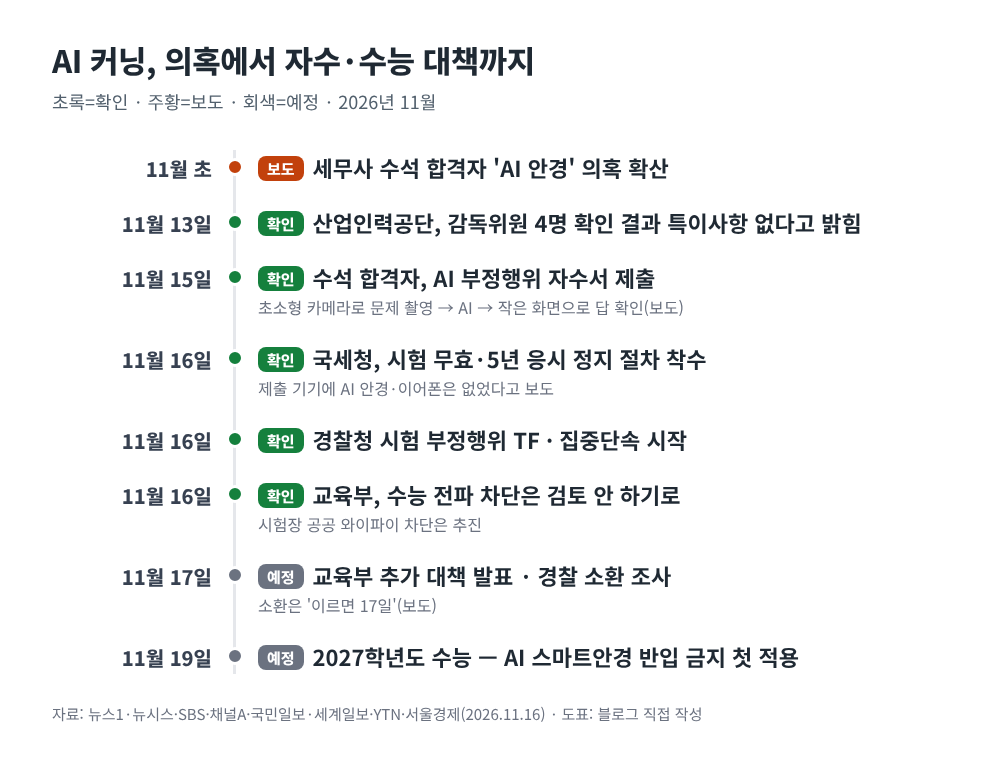 AI 커닝, 의혹에서 자수·수능 대책까지
초록=확인 · 주황=보도 · 회색=예정 · 2026년 11월
11월 초 보도 세무사 수석 합격자 'AI 안경' 의혹 확산
11월 13일 확인 산업인력공단, 감독위원 4명 확인 결과 특이사항 없다고 밝힘
11월 15일 확인 수석 합격자, AI 부정행위 자수서 제출
초소형 카메라로 문제 촬영 → AI → 작은 화면으로 답 확인(보도)
11월 16일 확인 국세청, 시험 무효·5년 응시 정지 절차 착수
제출 기기에 AI 안경·이어폰은 없었다고 보도
11월 16일 확인 경찰청 시험 부정행위 TF · 집중단속 시작
11월 16일 확인 교육부, 수능 전파 차단은 검토 안 하기로
시험장 공공 와이파이 차단은 추진
11월 17일 예정 교육부 추가 대책 발표 · 경찰 소환 조사
소환은 '이르면 17일'(보도)
11월 19일 예정 2027학년도 수능 — AI 스마트안경 반입 금지 첫 적용
자료: 뉴스1·뉴시스·SBS·채널A·국민일보·세계일보·YTN·서울경제(2026.11.16) · 도표: 블로그 직접 작성